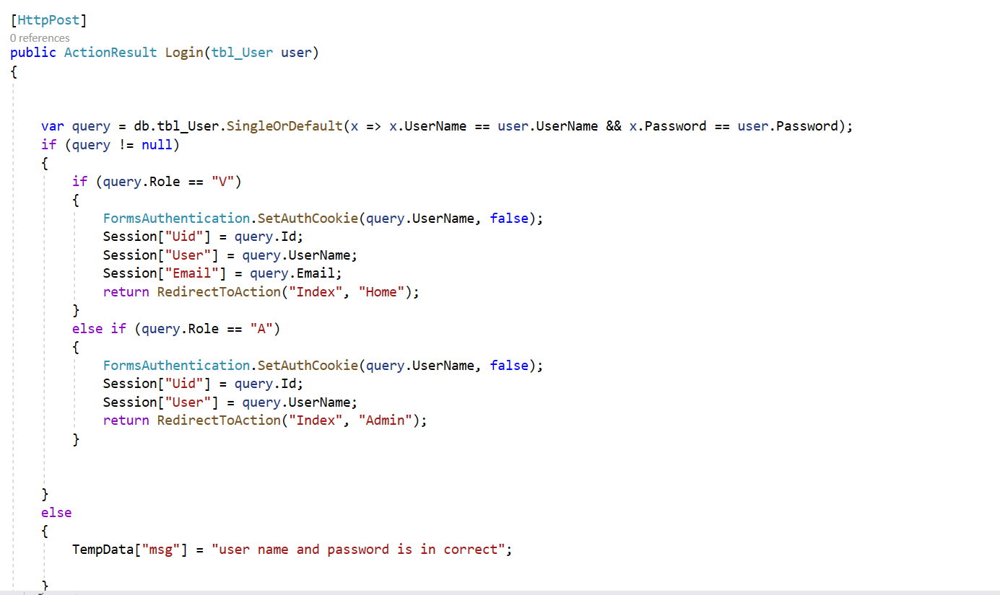 [HttpPost]
0 references
public ActionResult Login(tbl_User user)
{
var query = db.tbl_User.SingleOrDefault(x => x.UserName == user.UserName && x.Password == user.Password);
if (query != null)
{
if (query.Role == "V")
{
FormsAuthentication.SetAuthCookie(query.UserName, false);
Session["Uid"] = query.Id;
Session["User"] = query.UserName;
Session["Email"] = query.Email;
return RedirectToAction("Index", "Home");
}
else if (query.Role == "A")
{
FormsAuthentication.SetAuthCookie(query.UserName, false);
Session["Uid"] = query.Id;
Session["User"] = query.UserName;
return RedirectToAction("Index", "Admin");
}
}
else
{
TempData["msg"] = "user name and password is in correct";
}